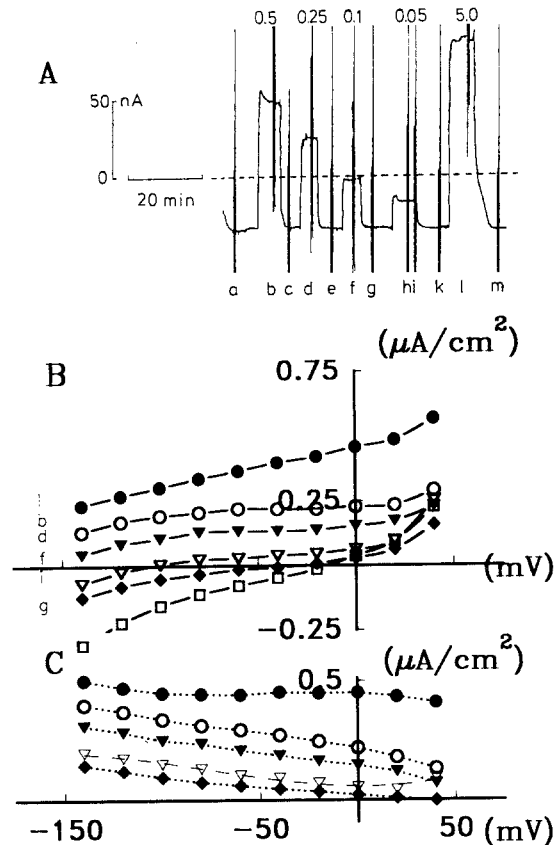 0.5 0.25 0.1 0.05 5.0
A
50 nA
0
20 min
a b c d e f g h i k l m
(μA/cm²)
B
0.75
b
0.25
d
f
(mV)
g
-0.25
C
(μA/cm²)
0.5
-150 -50 50 (mV)